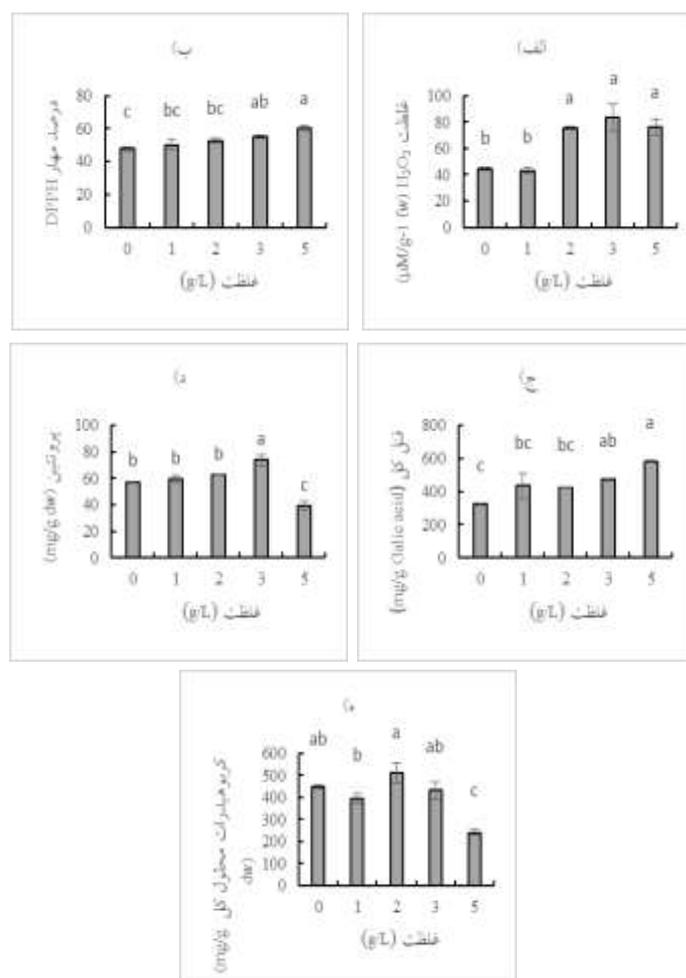 الف)
غلظت H₂O₂ (μM/g-1 fw)
100
80
60
40
20
0
b b a a a
0 1 2 3 5
غلظت (g/L)
ب)
درصد مهار DPPH
80
60
40
20
0
c bc bc ab a
0 1 2 3 5
غلظت (g/L)
ج)
فنل کل (mg/g Galic acid)
800
600
400
200
0
c bc bc ab a
0 1 2 3 5
غلظت (g/L)
د)
پروتئین (mg/g dw)
100
80
60
40
20
0
b b b a c
0 1 2 3 5
غلظت (g/L)
ه)
کربوهیدرات محلول کل (mg/g
dw)
600
500
400
300
200
100
0
ab b a ab c
0 1 2 3 5
غلظت (g/L)